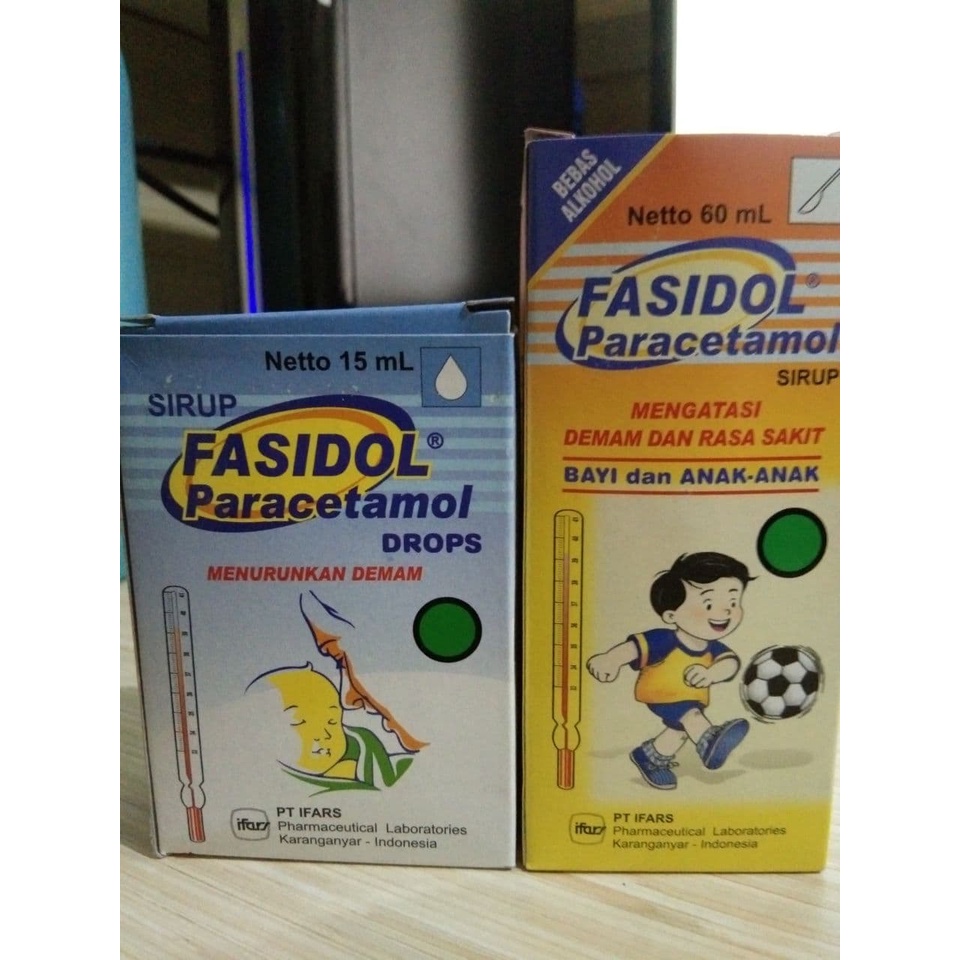 Netto 15 mL
SIRUP
FASIDOL®
Paracetamol
DROPS
MENURUNKAN DEMAM
ifars
PT IFARS
Pharmaceutical Laboratories
Karanganyar - Indonesia
BEBAS
ALKOHOL
Netto 60 mL
FASIDOL®
Paracetamol
SIRUP
MENGATASI
DEMAM DAN RASA SAKIT
BAYI dan ANAK-ANAK
ifars
PT IFARS
Pharmaceutical Laboratories
Karanganyar - Indonesia